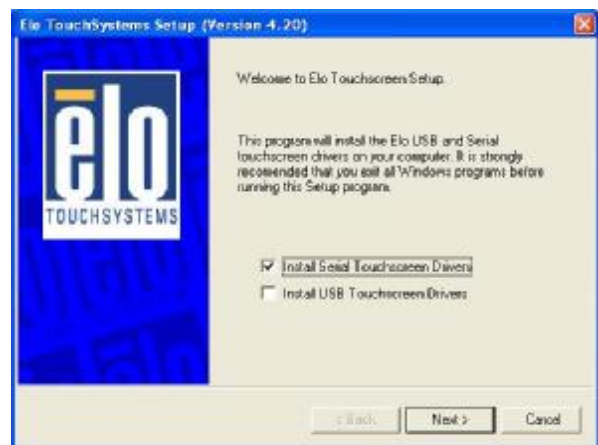 Elo TouchSystems Setup (Version 4.20)
elo
TOUCHSYSTEMS
Welcome to Elo Touchscreen Setup.
This program will install the Elo USB and Serial
touchscreen drivers on your computer. It is strongly
recomended that you exit all Windows programs before
running this Setup program.
Install Serial Touchscreen Drivers
Install USB Touchscreen Drivers
< Back
Next >
Cancel